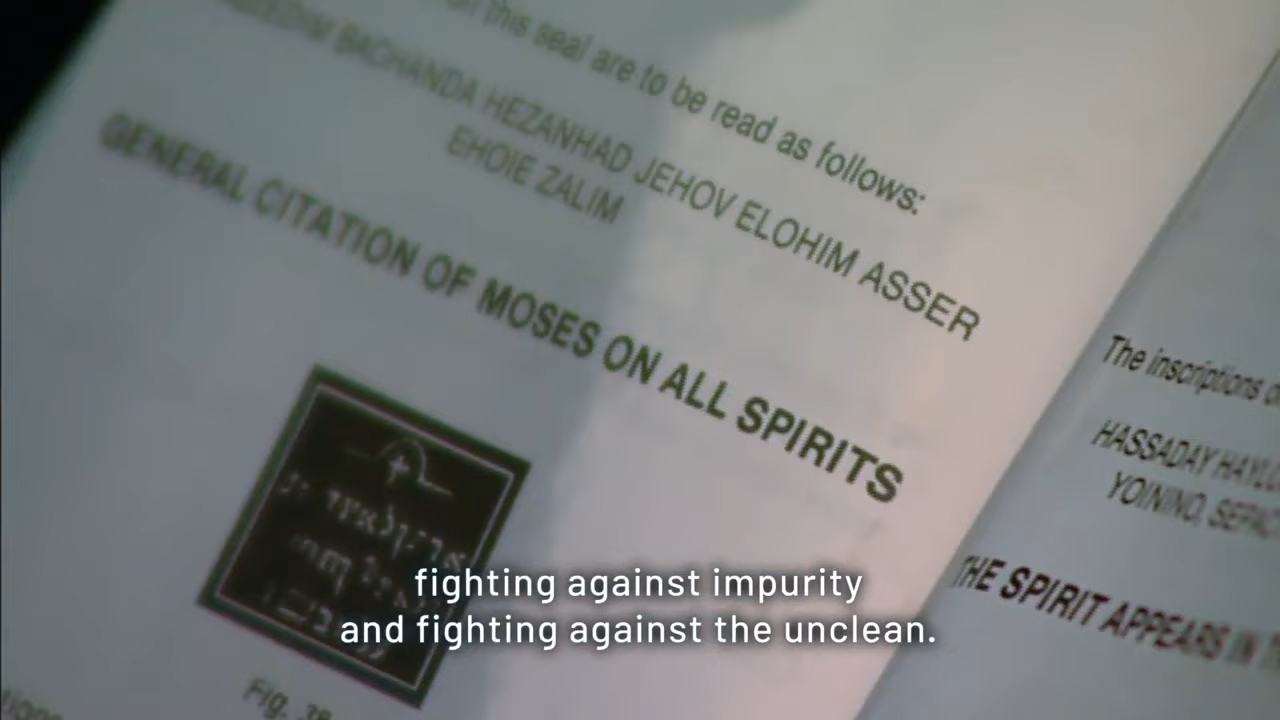 this seal are to be read as follows:
BACHANDA HEZANHAD JEHOV ELOHIM ASSER
EHOIE ZALIM
GENERAL CITATION OF MOSES ON ALL SPIRITS
Fig.
The inscriptions
HASSADAY
YOININO,
THE SPIRIT APPEARS IN
fighting against impurity
and fighting against the unclean.